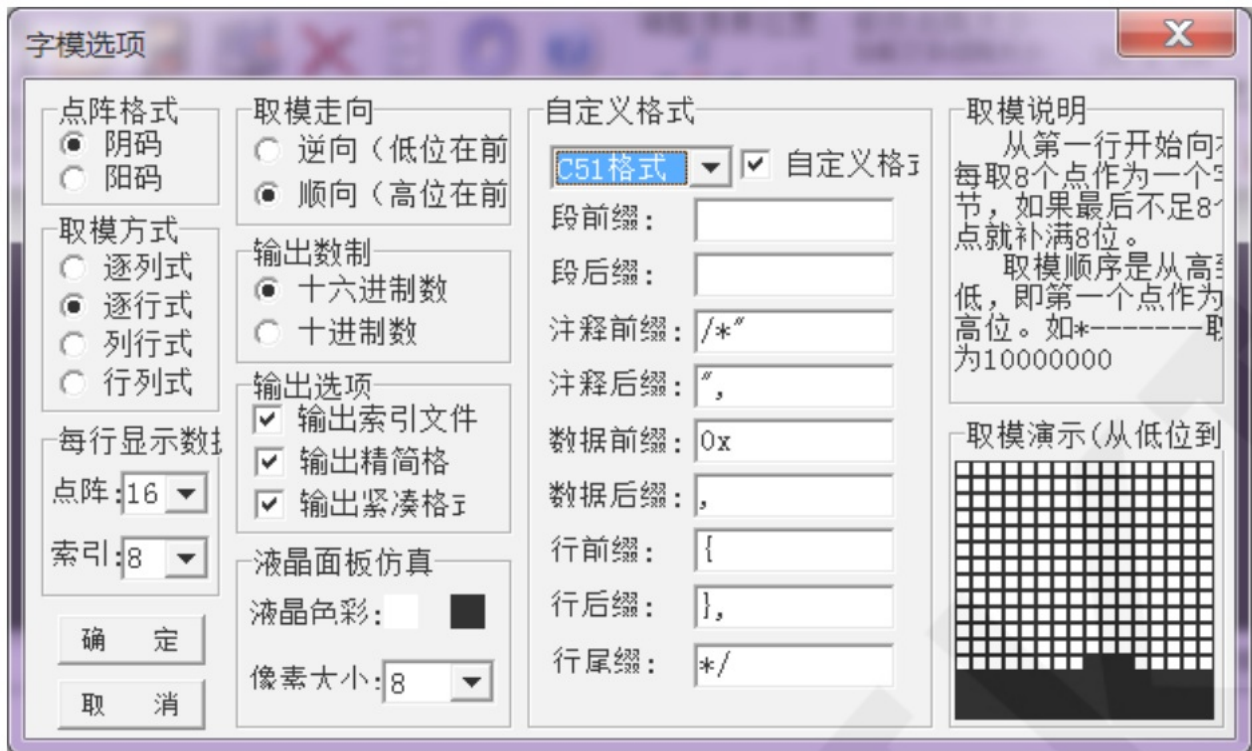 字模选项
点阵格式
阴码
阳码
取模方式
逐列式
逐行式
列行式
行列式
每行显示数
点阵:16
索引:8
确 定
取 消
取模走向
逆向（低位在前
顺向（高位在前
输出数制
十六进制数
十进制数
输出选项
输出索引文件
输出精简格
输出紧凑格
液晶面板仿真
液晶色彩:
像素大小:8
自定义格式
C51格式
自定义格
段前缀:
段后缀:
注释前缀: /*"
注释后缀: ",
数据前缀: 0x
数据后缀: ,
行前缀: {
行后缀: },
行尾缀: */
取模说明
从第一行开始向
每取8个点作为一个
节，如果最后不足8
点就补满8位。
取模顺序是从高
低，即第一个点作为
高位。如*-------取
为10000000
取模演示(从低位到